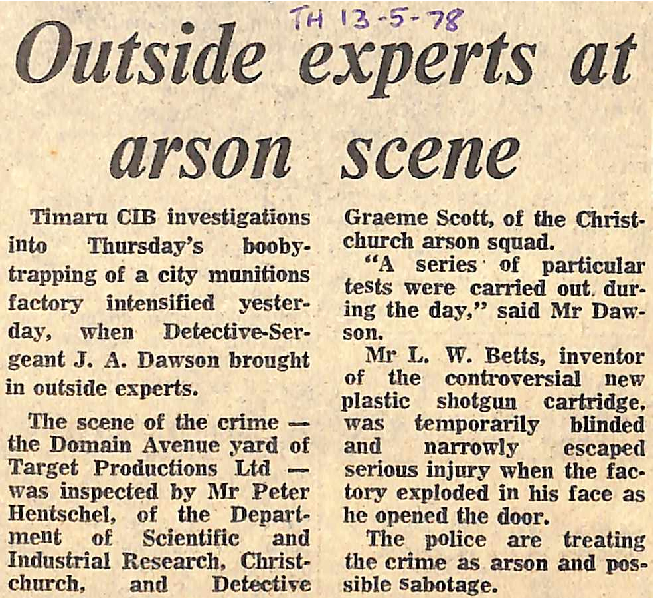 TH 13-5-78
Outside experts at
arson scene
Timaru CIB investigations
into Thursday's booby-
trapping of a city munitions
factory intensified yester-
day, when Detective-Ser-
geant J. A. Dawson brought
in outside experts.
The scene of the crime —
the Domain Avenue yard of
Target Productions Ltd —
was inspected by Mr Peter
Hentschel, of the Depart-
ment of Scientific and
Industrial Research, Christ-
church, and Detective
Graeme Scott, of the Christ-
church arson squad.
"A series of particular
tests were carried out dur-
ing the day," said Mr Daw-
son.
Mr L. W. Betts, inventor
of the controversial new
plastic shotgun cartridge,
was temporarily blinded
and narrowly escaped
serious injury when the fac-
tory exploded in his face as
he opened the door.
The police are treating
the crime as arson and pos-
sible sabotage.